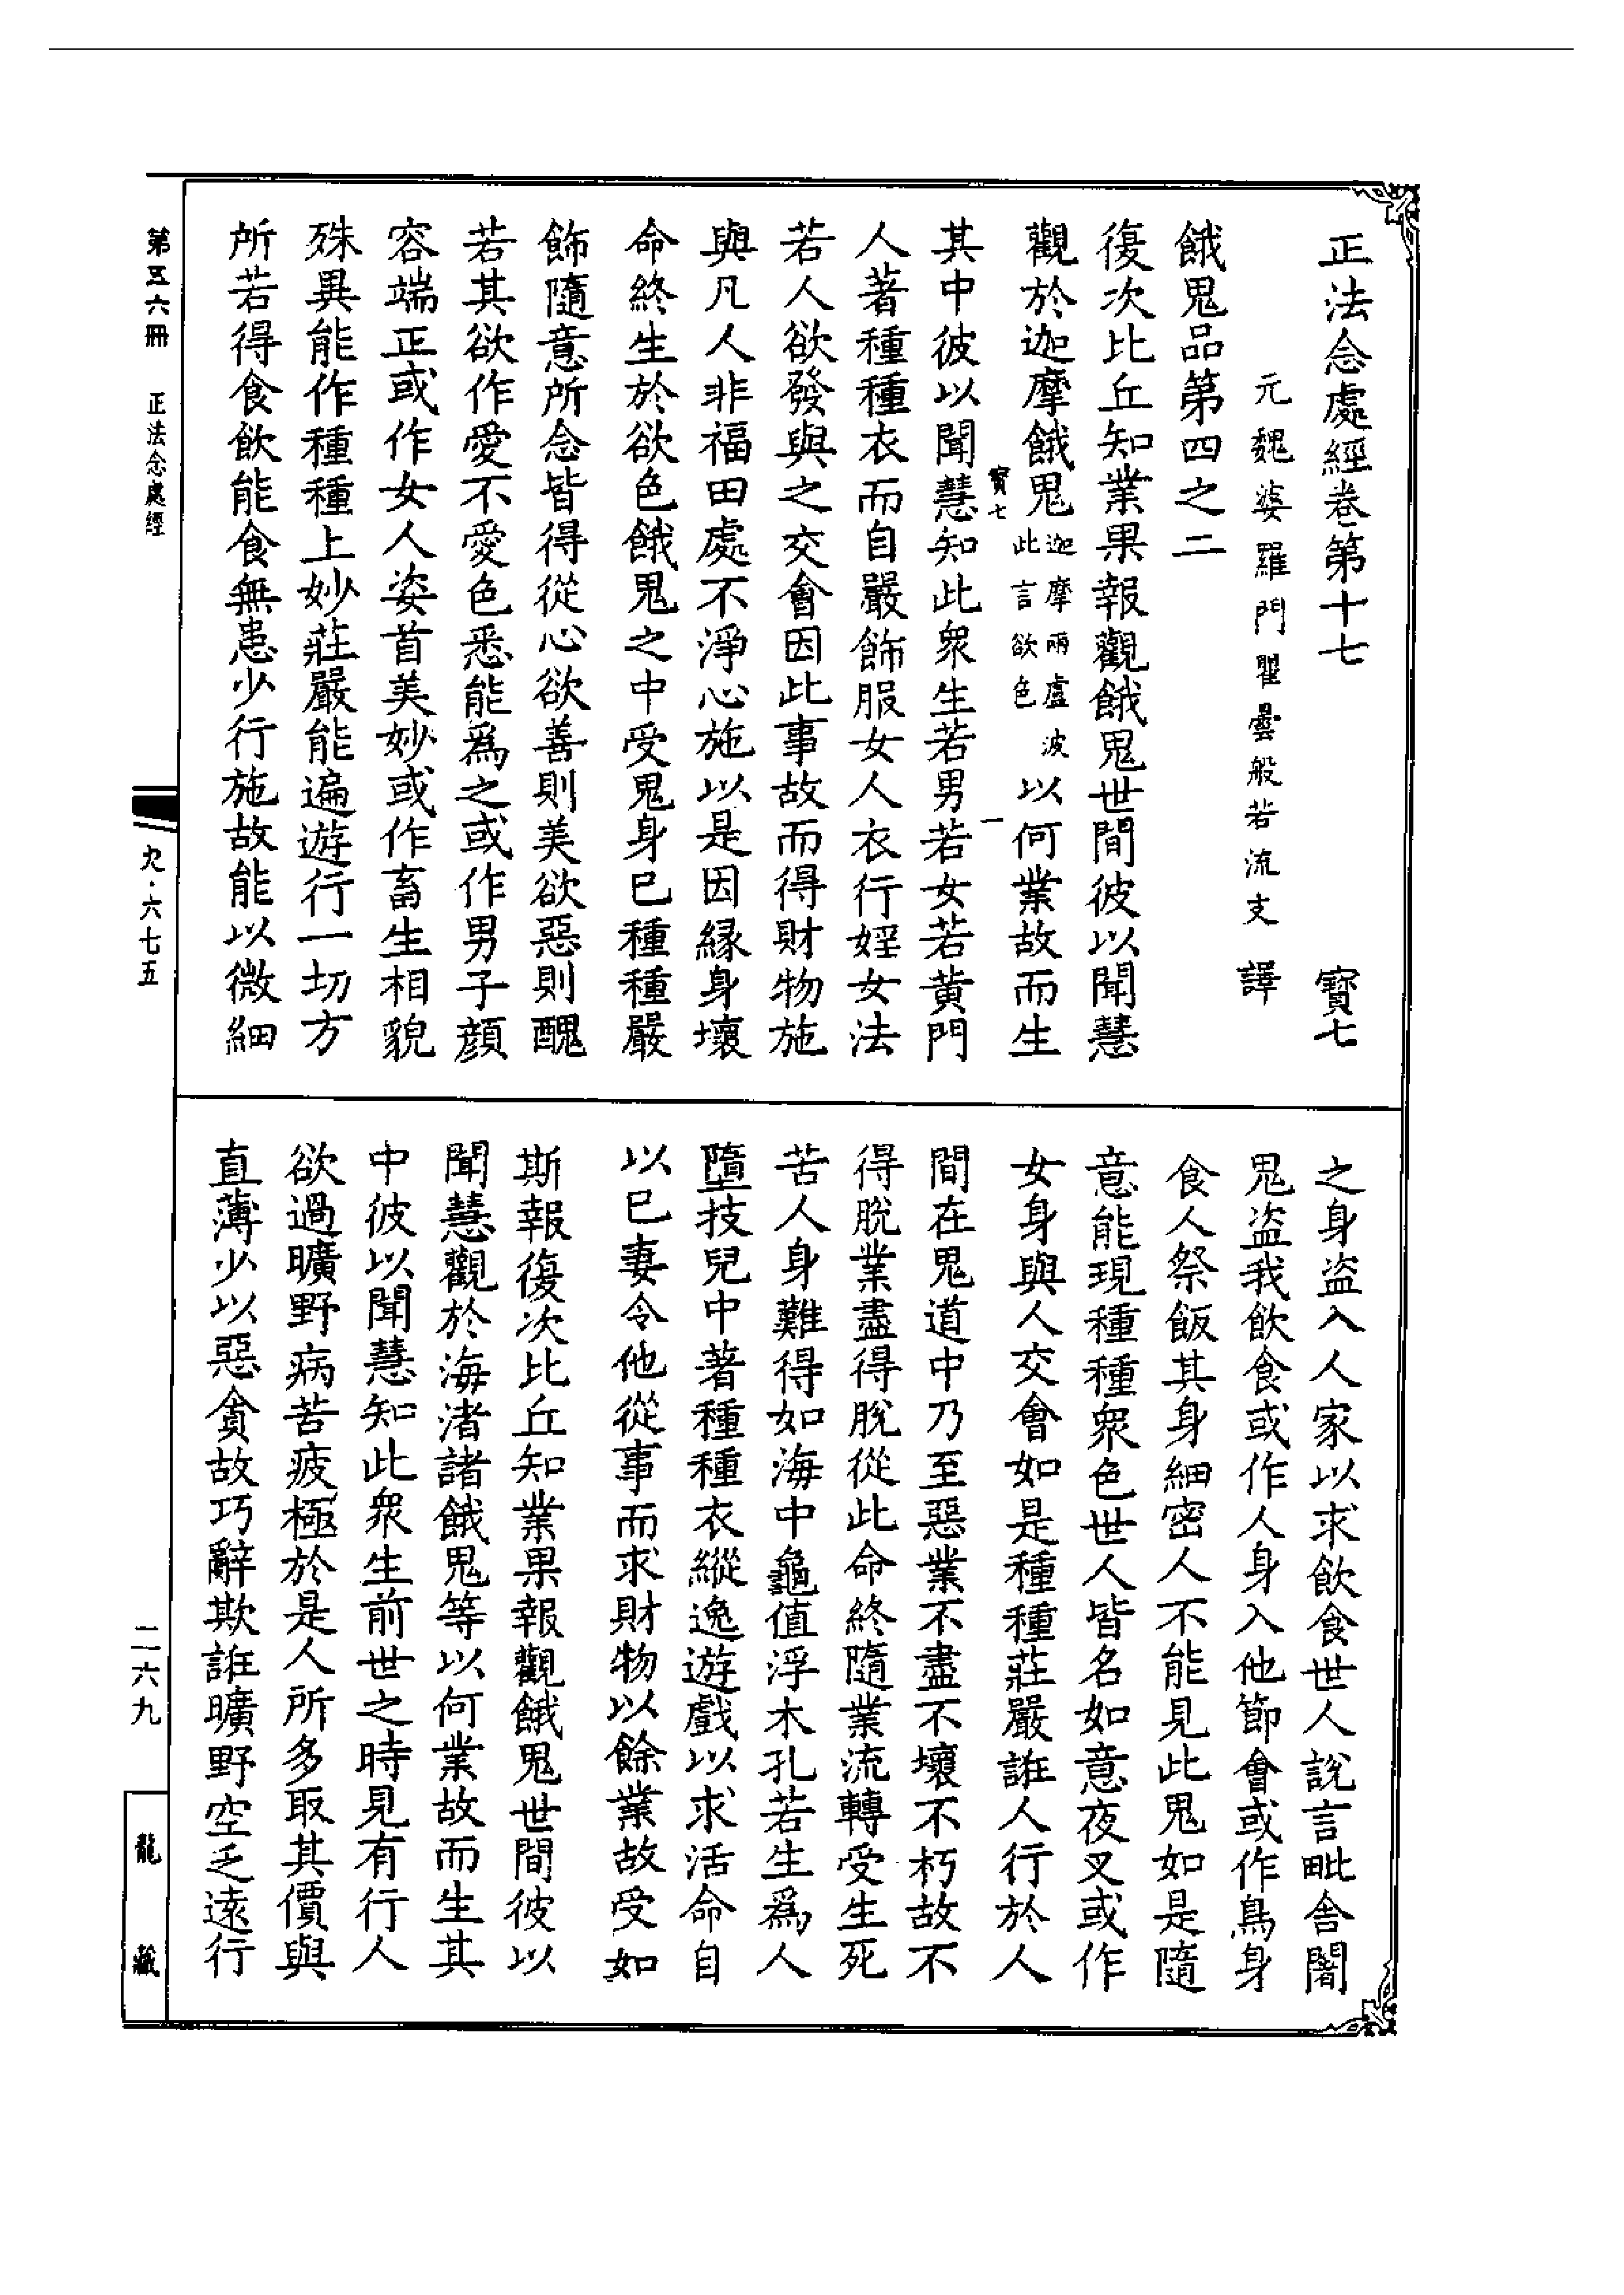 正法念處經卷第十七　寶七
元魏婆羅門瞿曇般若流支　譯
餓鬼品第四之二
復次比丘知業果報觀餓鬼世間彼以聞慧
觀於迦摩餓鬼迦摩兩盧波此言欲色以何業故而生
寶七　一
其中彼以聞慧知此衆生若男若女若黃門
人著種種衣而自嚴飾服女人衣行婬女法
若人欲發與之交會因此事故而得財物施
與凡人非福田處不淨心施以是因緣身壞
命終生於欲色餓鬼之中受鬼身已種種嚴
飾隨意所念皆得從心欲善則美欲惡則醜
若其欲作愛不愛色悉能爲之或作男子顔
容端正或作女人姿首美妙或作畜生相貌
殊異能作種種上妙莊嚴能遍遊行一切方
所若得食飲能食無患少行施故能以微細
之身盜入人家以求飲食世人說言毗舍闍
鬼盜我飲食或作人身入他節會或作鳥身
食人祭飯其身細密人不能見此鬼如是隨
意能現種種衆色世人皆名如意夜叉或作
女身與人交會如是種種莊嚴誑人行於人
間在鬼道中乃至惡業不盡不壞不朽故不
得脫業盡得脫從此命終隨業流轉受生死
苦人身難得如海中龜值浮木孔若生爲人
墮技兒中著種種衣縱逸遊戲以求活命自
以已妻令他從事而求財物以餘業故受如
斯報復次比丘知業果報觀餓鬼世間彼以
聞慧觀於海渚諸餓鬼等以何業故而生其
中彼以聞慧知此衆生前世之時見有行人
欲過曠野病苦疲極於是人所多取其價與
直薄少以惡貪故巧辭欺誑曠野空乏遠行
第五六冊　正法念處經
六七五
二六九
龍藏